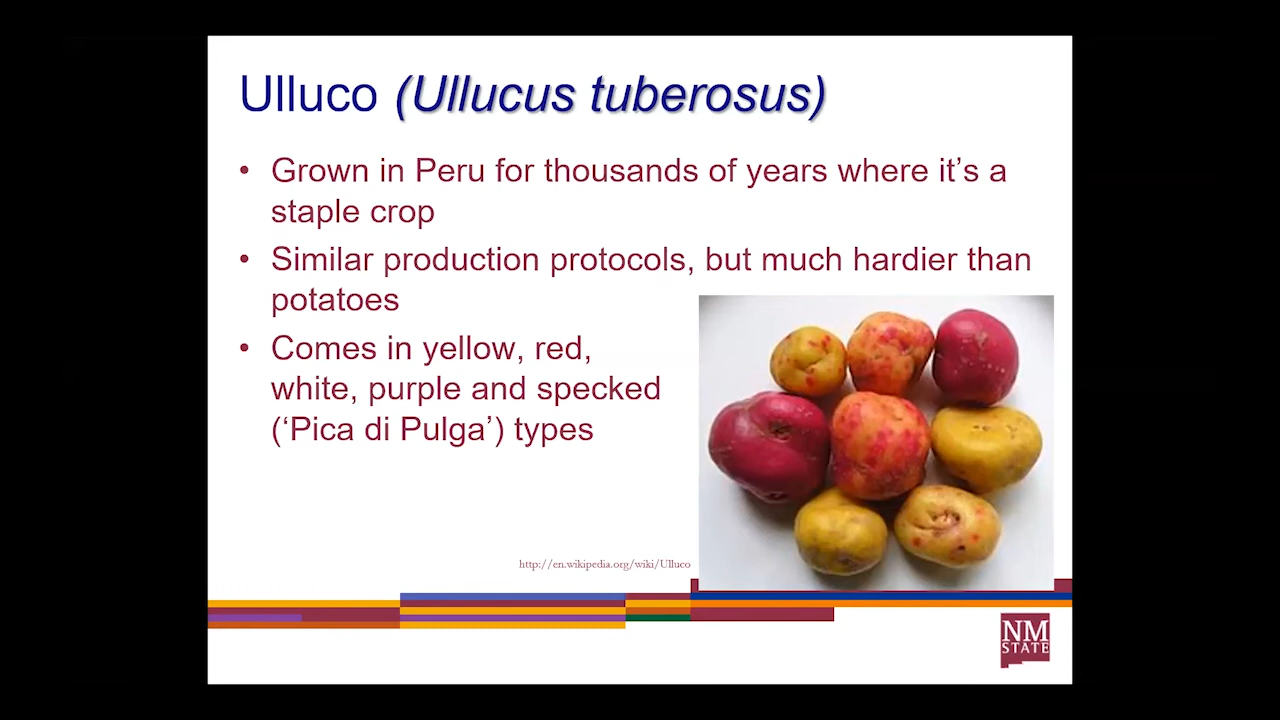 Ulluco (Ullucus tuberosus)
• Grown in Peru for thousands of years where it’s a
staple crop
• Similar production protocols, but much hardier than
potatoes
• Comes in yellow, red,
white, purple and specked
(‘Pica di Pulga’) types
http://en.wikipedia.org/wiki/Ulluco
NM
STATE